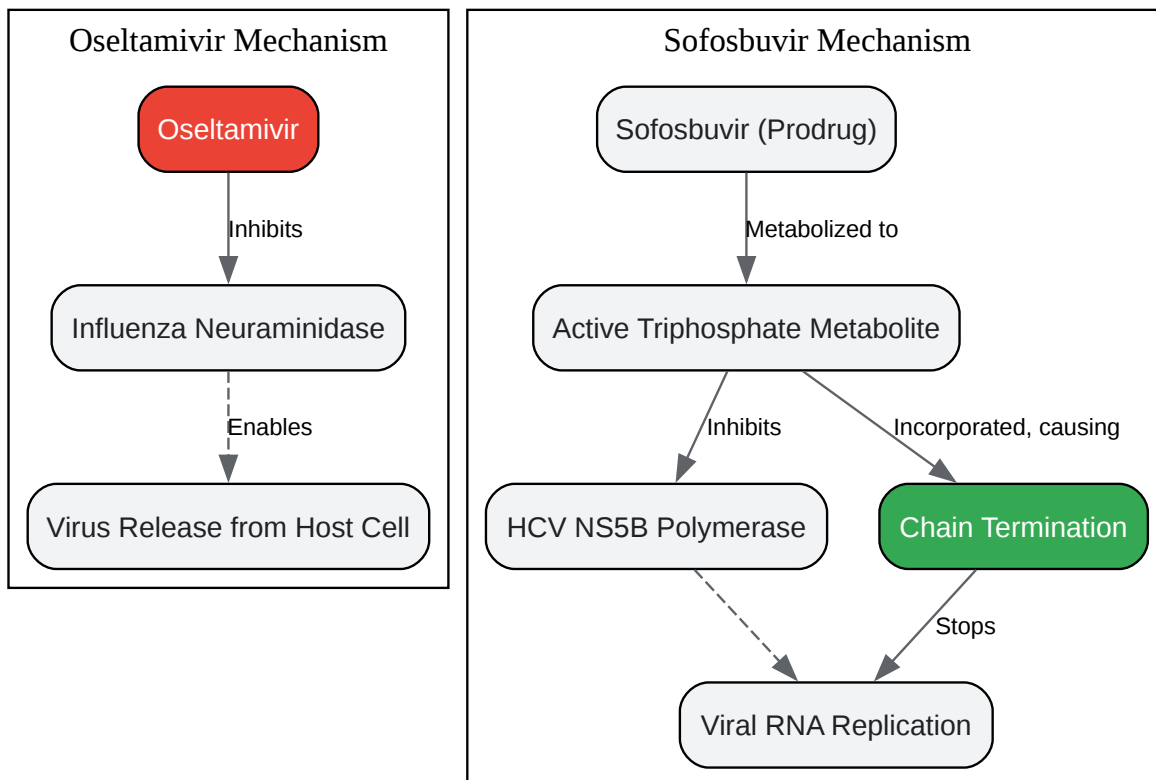 Oseltamivir Mechanism
Oseltamivir
Inhibits
Influenza Neuraminidase
Enables
Virus Release from Host Cell
Sofosbuvir Mechanism
Sofosbuvir (Prodrug)
Metabolized to
Active Triphosphate Metabolite
Inhibits
Incorporated, causing
HCV NS5B Polymerase
Chain Termination
Stops
Viral RNA Replication